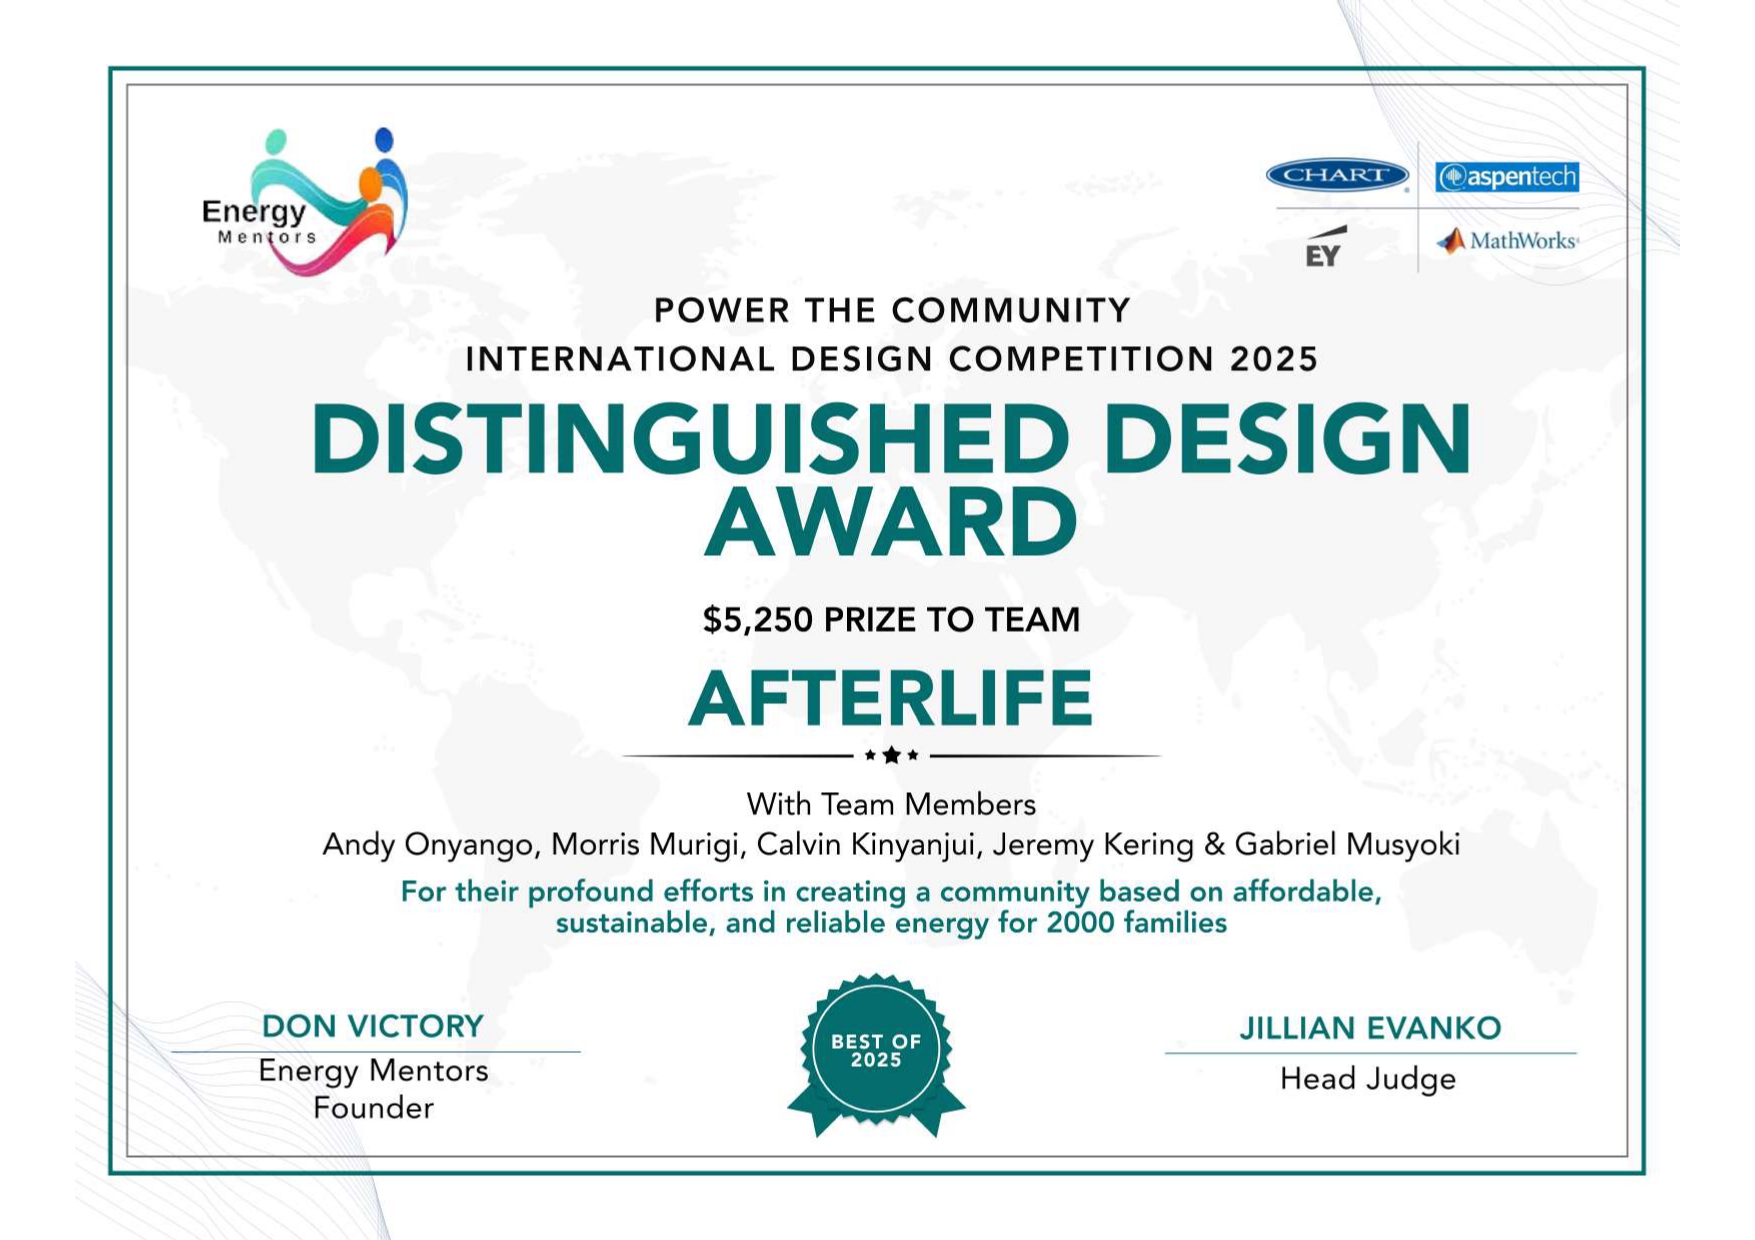 Energy
Mentors
CHART
aspentech
EY
MathWorks
POWER THE COMMUNITY
INTERNATIONAL DESIGN COMPETITION 2025
DISTINGUISHED DESIGN
AWARD
$5,250 PRIZE TO TEAM
AFTERLIFE
With Team Members
Andy Onyango, Morris Murigi, Calvin Kinyanjui, Jeremy Kering & Gabriel Musyoki
For their profound efforts in creating a community based on affordable,
sustainable, and reliable energy for 2000 families
DON VICTORY
Energy Mentors
Founder
BEST OF
2025
JILLIAN EVANKO
Head Judge